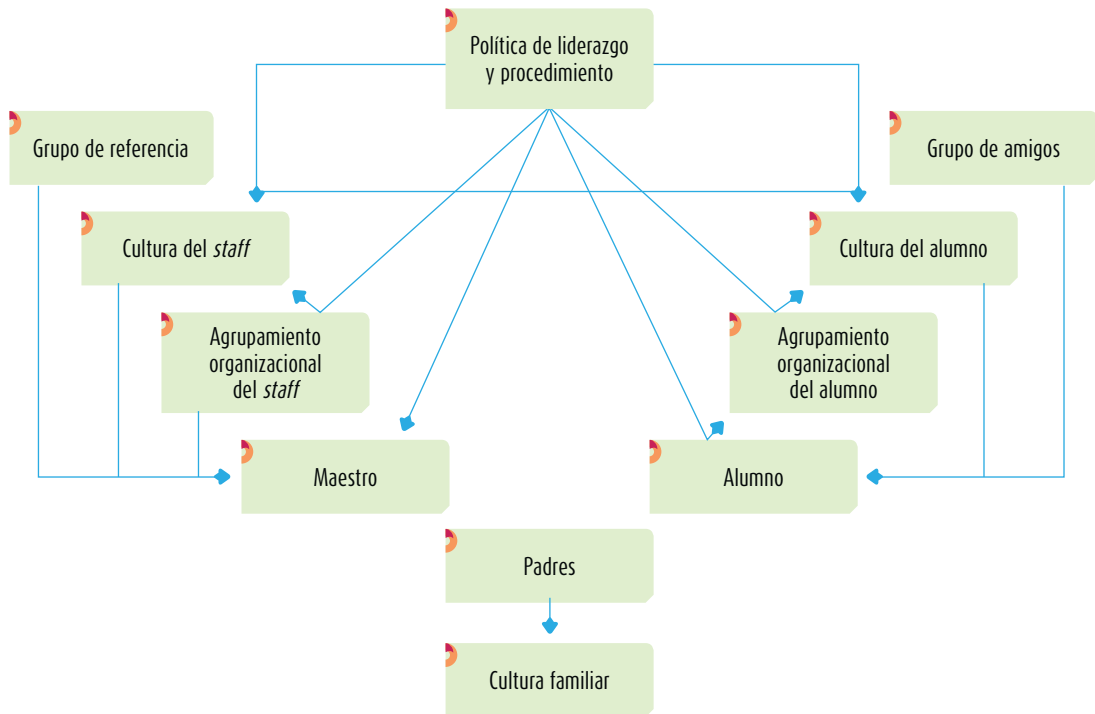 Política de liderazgo
y procedimiento
Grupo de referencia
Grupo de amigos
Cultura del staff
Cultura del alumno
Agrupamiento
organizacional
del staff
Agrupamiento
organizacional
del alumno
Maestro
Alumno
Padres
Cultura familiar